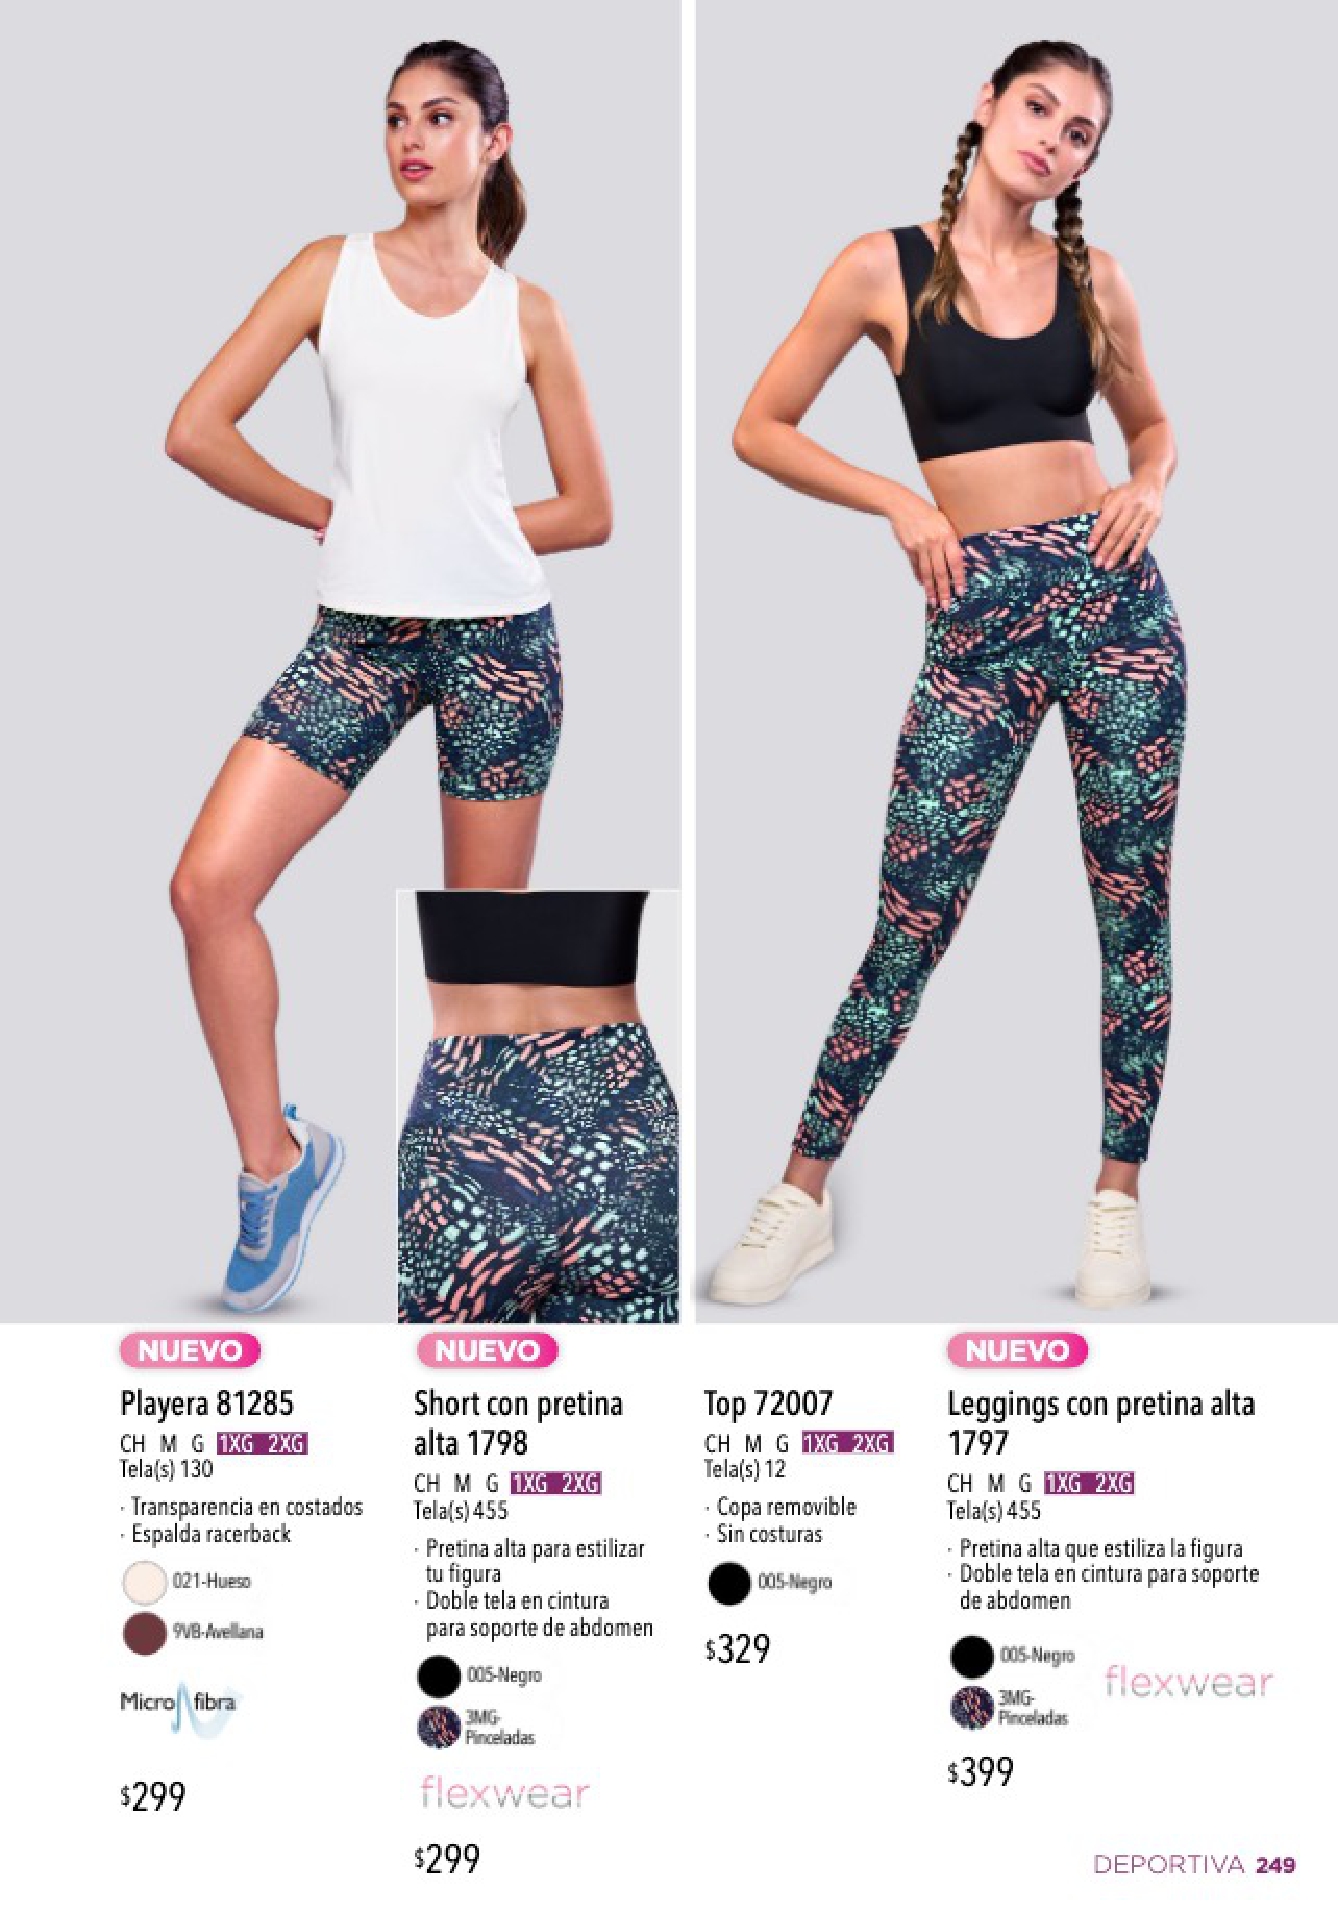 NUEVO
Playera 81285
CH M G 1XG 2XG
Tela(s) 130
· Transparencia en costados
· Espalda racerback
021-Hueso
9VB-Avellana
Micro fibra
$299
NUEVO
Short con pretina
alta 1798
CH M G 1XG 2XG
Tela(s) 455
· Pretina alta para estilizar
tu figura
· Doble tela en cintura
para soporte de abdomen
005-Negro
3MG-
Pinceladas
flexwear
$299
Top 72007
CH M G 1XG 2XG
Tela(s) 12
· Copa removible
· Sin costuras
005-Negro
$329
NUEVO
Leggings con pretina alta
1797
CH M G 1XG 2XG
Tela(s) 455
· Pretina alta que estiliza la figura
· Doble tela en cintura para soporte
de abdomen
005-Negro
3MG-
Pinceladas
flexwear
$399
DEPORTIVA 249